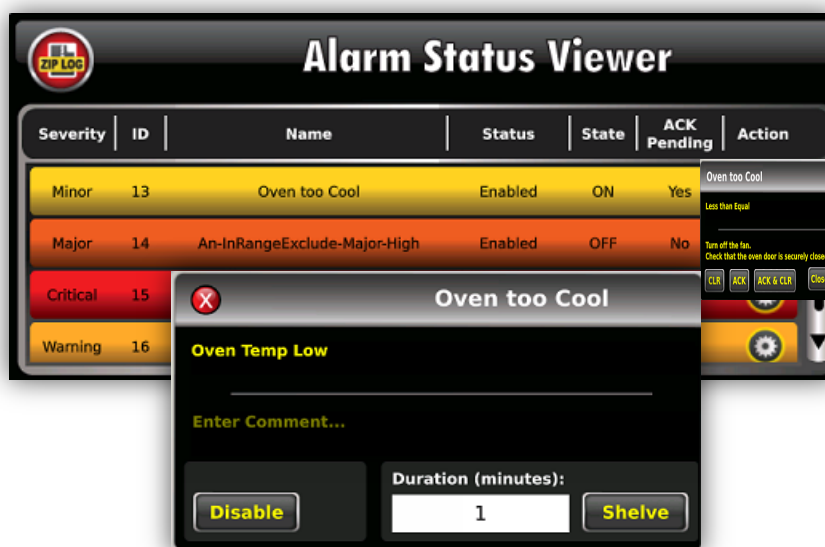 ZIP LOG
Alarm Status Viewer
Severity ID Name Status State ACK Pending Action
Minor 13 Oven too Cool Enabled ON Yes
Major 14 An-InRangeExclude-Major-High Enabled OFF No
Critical 15
Warning 16
Oven too Cool
Less than Equal
Turn off the fan.
Check that the oven door is securely close
CLR ACK ACK & CLR Clos
X
Oven too Cool
Oven Temp Low
Enter Comment...
Duration (minutes):
Disable 1 Shelve